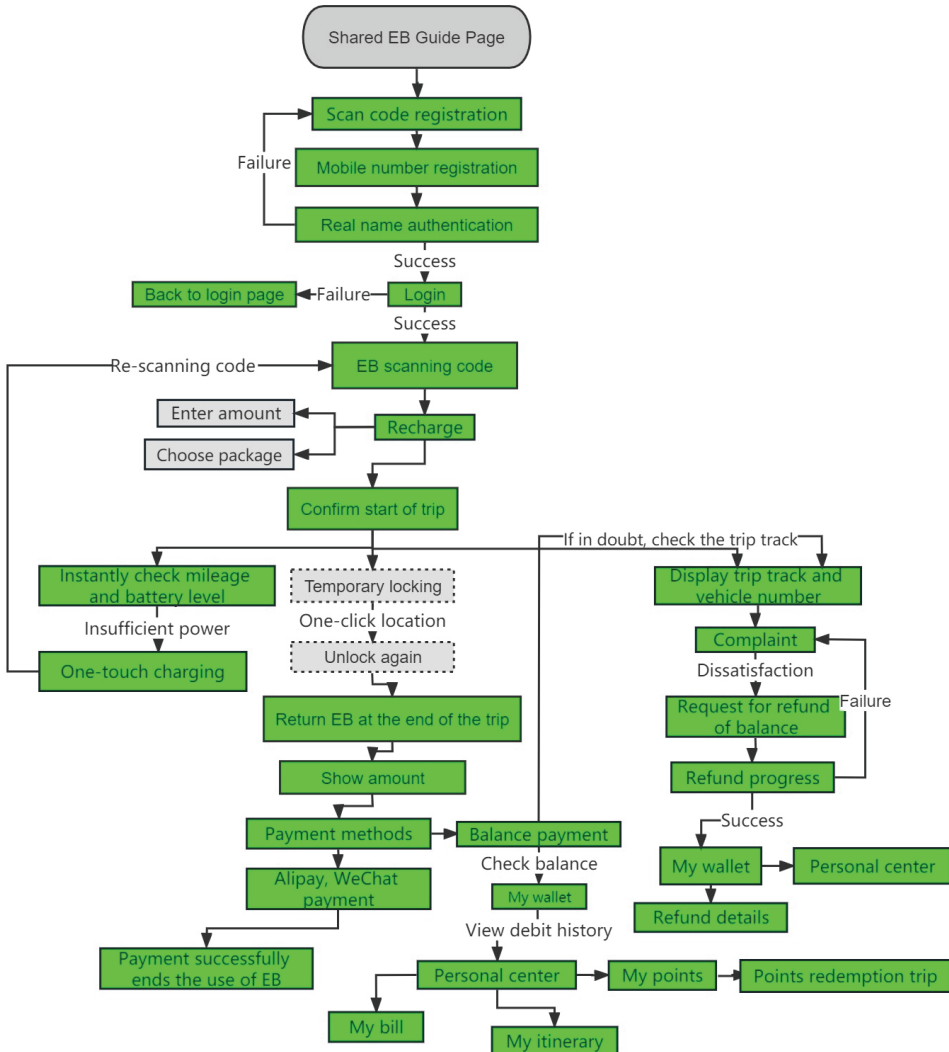 Shared EB Guide Page
Scan code registration
Failure
Mobile number registration
Real name authentication
Success
Back to login page
Failure
Login
Success
Re-scanning code
EB scanning code
Enter amount
Recharge
Choose package
Confirm start of trip
If in doubt, check the trip track
Instantly check mileage
and battery level
Temporary locking
Display trip track and
vehicle number
Insufficient power
One-click location
Complaint
One-touch charging
Unlock again
Dissatisfaction
Return EB at the end of the trip
Request for refund
of balance
Failure
Show amount
Refund progress
Payment methods
Balance payment
Success
Check balance
My wallet
Personal center
Alipay, WeChat
payment
My wallet
Refund details
View debit history
Payment successfully
ends the use of EB
Personal center
My points
Points redemption trip
My bill
My itinerary